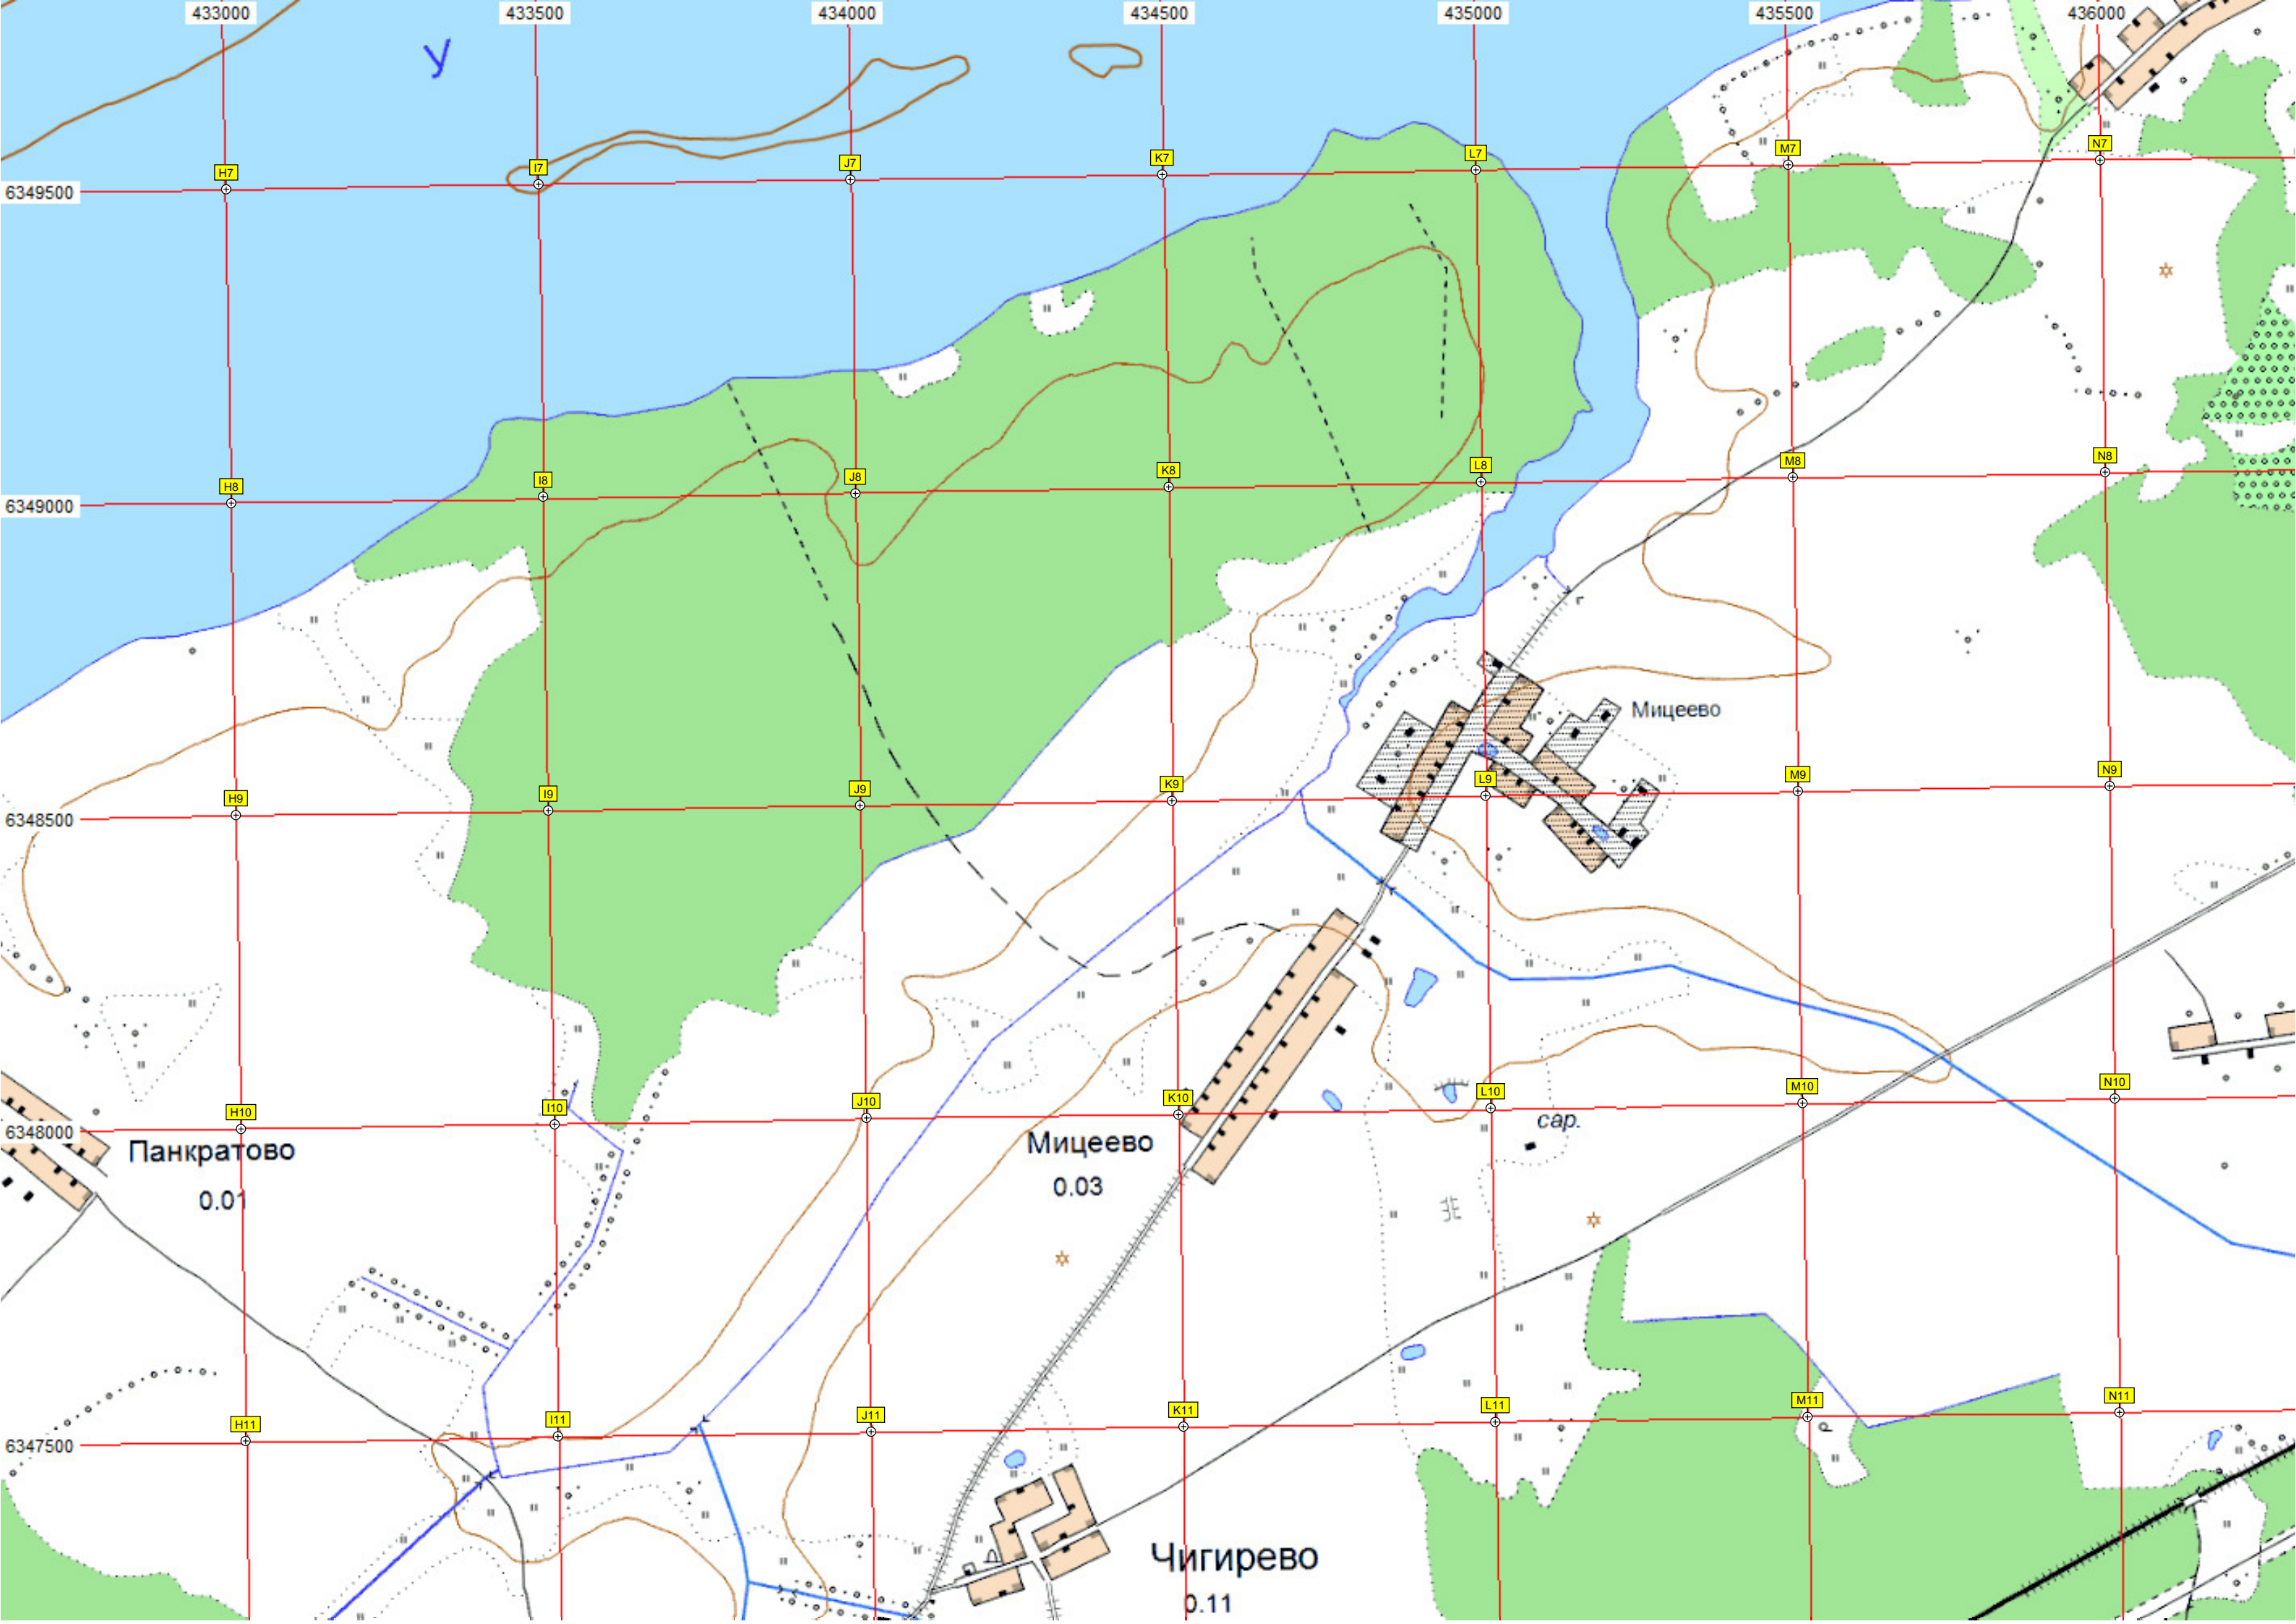 433000 433500 434000 434500 435000 435500 436000
У
H7 I7 J7 K7 L7 M7 N7
6349500
H8 I8 J8 K8 L8 M8 N8
6349000
Мицеево
H9 I9 J9 K9 L9 M9 N9
6348500
H10 I10 J10 K10 L10 M10 N10
6348000
сар.
Панкратово
0.01
Мицеево
0.03
H11 I11 J11 K11 L11 M11 N11
6347500
Чигирево
0.11